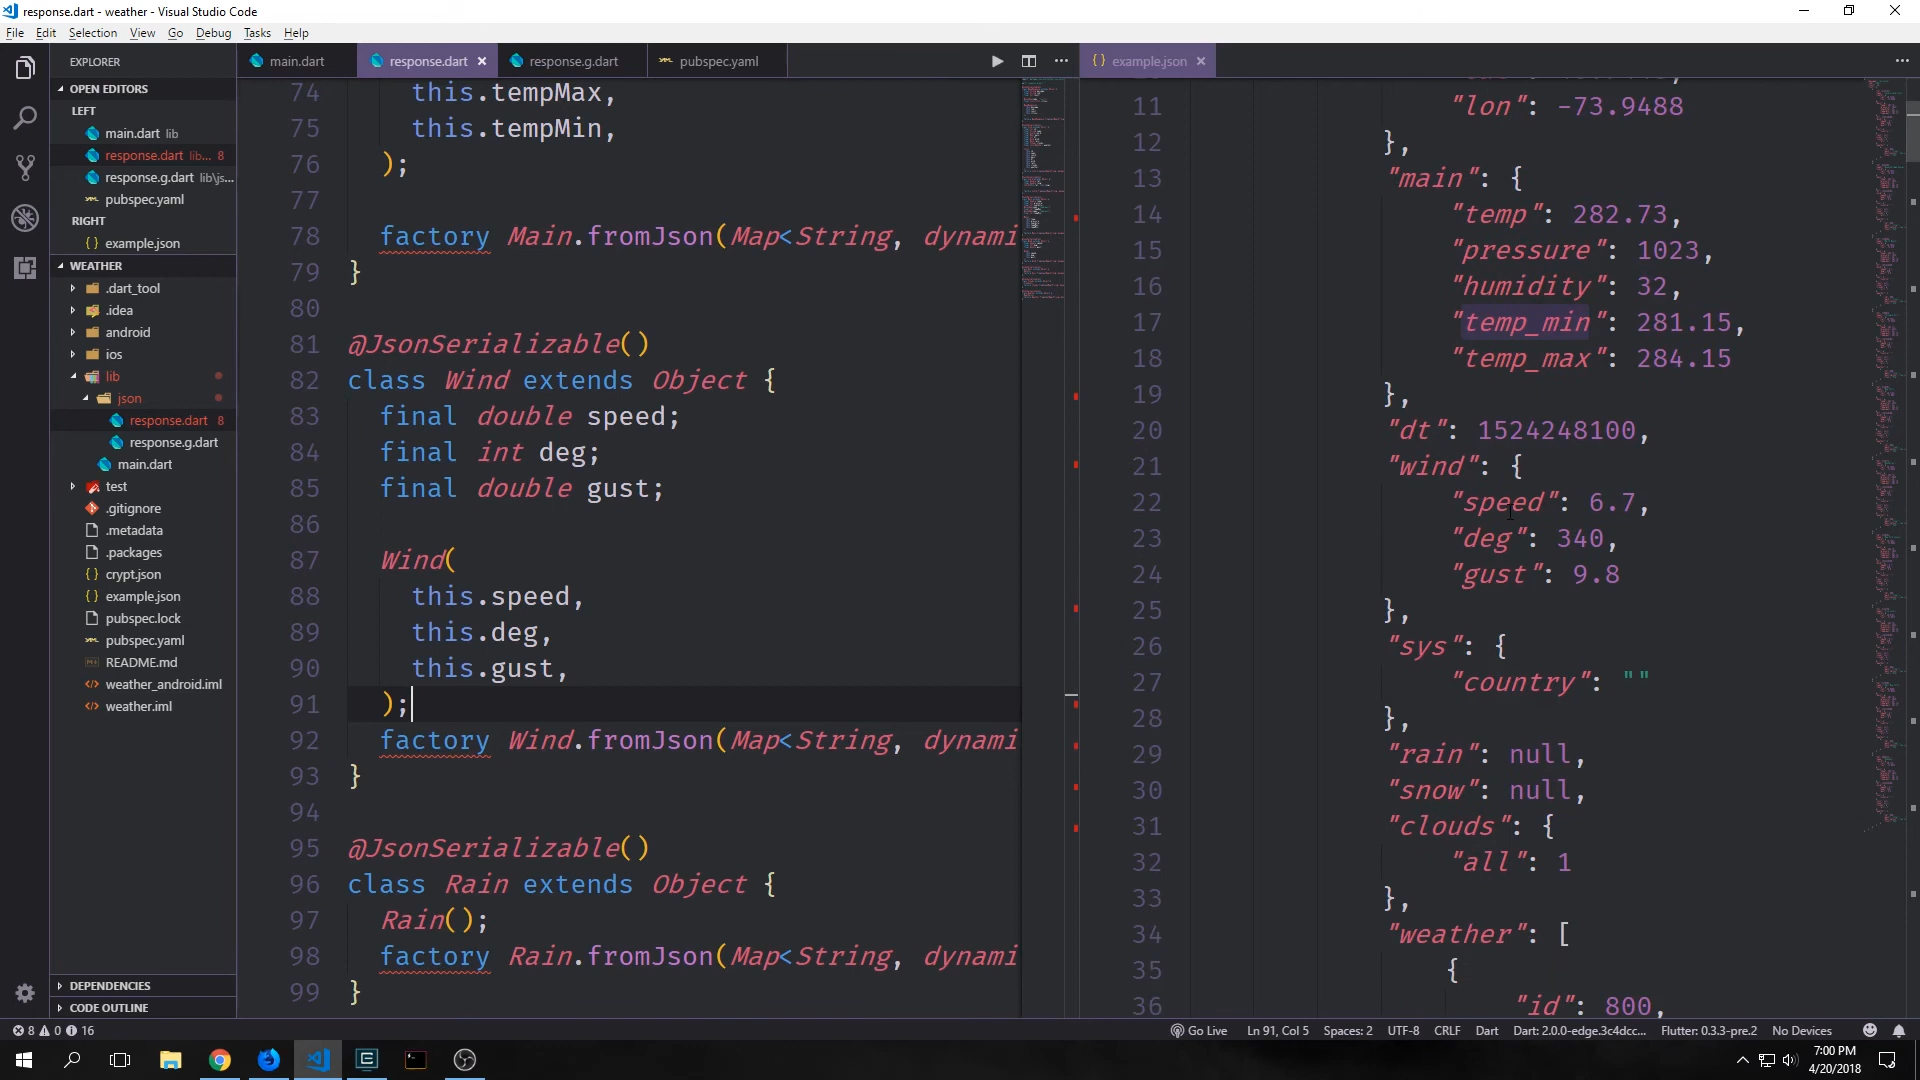 response.dart - weather - Visual Studio Code
File Edit Selection View Go Debug Tasks Help
EXPLORER
OPEN EDITORS
LEFT
main.dart lib
response.dart lib... 8
response.g.dart lib\js...
pubspec.yaml
RIGHT
example.json
WEATHER
.dart_tool
.idea
android
ios
lib
json
response.dart 8
response.g.dart
main.dart
test
.gitignore
.metadata
.packages
crypt.json
example.json
pubspec.lock
pubspec.yaml
README.md
weather_android.iml
weather.iml
DEPENDENCIES
CODE OUTLINE
main.dart response.dart response.g.dart pubspec.yaml
74 this.tempMax,
75 this.tempMin,
76 );
77
78 factory Main.fromJson(Map<String, dynami
79 }
80
81 @JsonSerializable()
82 class Wind extends Object {
83 final double speed;
84 final int deg;
85 final double gust;
86
87 Wind(
88 this.speed,
89 this.deg,
90 this.gust,
91 );
92 factory Wind.fromJson(Map<String, dynami
93 }
94
95 @JsonSerializable()
96 class Rain extends Object {
97 Rain();
98 factory Rain.fromJson(Map<String, dynami
99 }
{} example.json
11 "lon": -73.9488
12 },
13 "main": {
14 "temp": 282.73,
15 "pressure": 1023,
16 "humidity": 32,
17 "temp_min": 281.15,
18 "temp_max": 284.15
19 },
20 "dt": 1524248100,
21 "wind": {
22 "speed": 6.7,
23 "deg": 340,
24 "gust": 9.8
25 },
26 "sys": {
27 "country": ""
28 },
29 "rain": null,
30 "snow": null,
31 "clouds": {
32 "all": 1
33 },
34 "weather": [
35 {
36 "id": 800,
8 0 16
Go Live Ln 91, Col 5 Spaces: 2 UTF-8 CRLF Dart Dart: 2.0.0-edge.3c4dcc... Flutter: 0.3.3-pre.2 No Devices
7:00 PM
4/20/2018